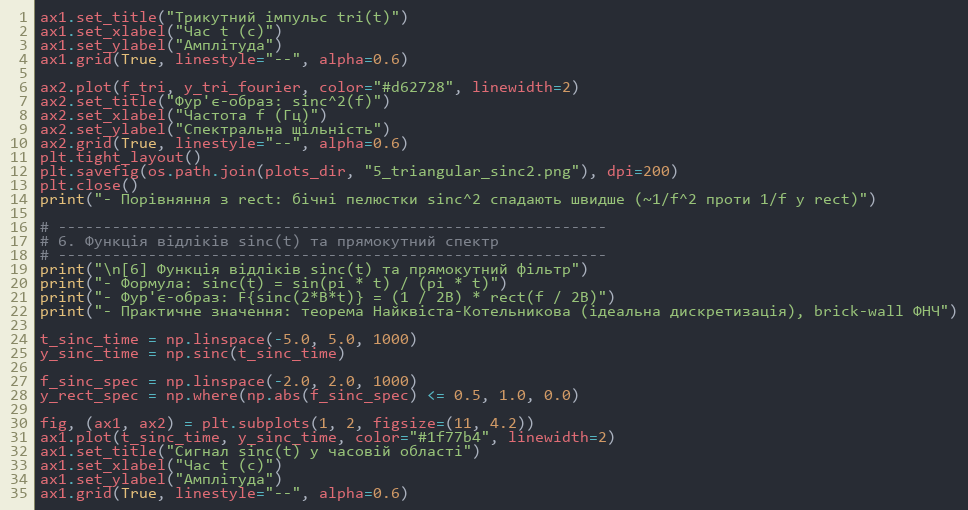 1 ax1.set_title("Трикутний імпульс tri(t)")
2 ax1.set_xlabel("Час t (с)")
3 ax1.set_ylabel("Амплітуда")
4 ax1.grid(True, linestyle="--", alpha=0.6)
5
6 ax2.plot(f_tri, y_tri_fourier, color="#d62728", linewidth=2)
7 ax2.set_title("Фур'є-образ: sinc^2(f)")
8 ax2.set_xlabel("Частота f (Гц)")
9 ax2.set_ylabel("Спектральна щільність")
10 ax2.grid(True, linestyle="--", alpha=0.6)
11 plt.tight_layout()
12 plt.savefig(os.path.join(plots_dir, "5_triangular_sinc2.png"), dpi=200)
13 plt.close()
14 print("- Порівняння з rect: бічні пелюстки sinc^2 спадають швидше (~1/f^2 проти 1/f у rect)")
15
16 # -------------------------------------------------------------
17 # 6. Функція відліків sinc(t) та прямокутний спектр
18 # -------------------------------------------------------------
19 print("\n[6] Функція відліків sinc(t) та прямокутний фільтр")
20 print("- Формула: sinc(t) = sin(pi * t) / (pi * t)")
21 print("- Фур'є-образ: F{sinc(2*B*t)} = (1 / 2B) * rect(f / 2B)")
22 print("- Практичне значення: теорема Найквіста-Котельникова (ідеальна дискретизація), brick-wall ФНЧ")
23
24 t_sinc_time = np.linspace(-5.0, 5.0, 1000)
25 y_sinc_time = np.sinc(t_sinc_time)
26
27 f_sinc_spec = np.linspace(-2.0, 2.0, 1000)
28 y_rect_spec = np.where(np.abs(f_sinc_spec) <= 0.5, 1.0, 0.0)
29
30 fig, (ax1, ax2) = plt.subplots(1, 2, figsize=(11, 4.2))
31 ax1.plot(t_sinc_time, y_sinc_time, color="#1f77b4", linewidth=2)
32 ax1.set_title("Сигнал sinc(t) у часовій області")
33 ax1.set_xlabel("Час t (с)")
34 ax1.set_ylabel("Амплітуда")
35 ax1.grid(True, linestyle="--", alpha=0.6)